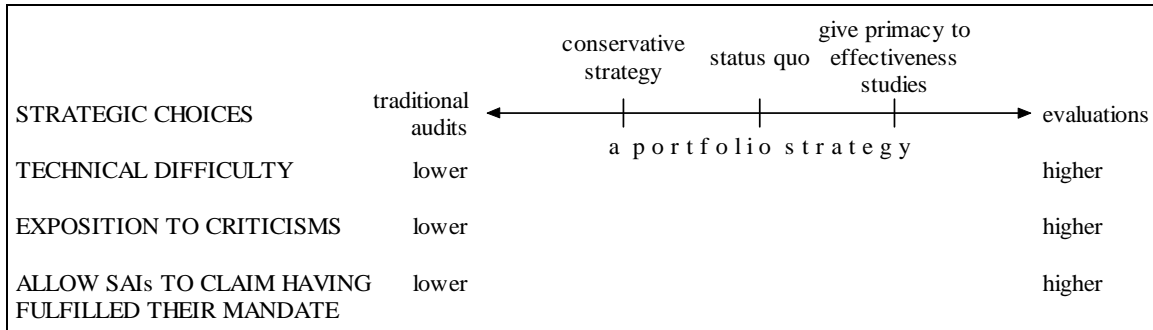 conservative
strategy
status quo
give primacy to
effectiveness
studies
STRATEGIC CHOICES
traditional
audits
evaluations
a portfolio strategy
TECHNICAL DIFFICULTY lower higher
EXPOSITION TO CRITICISMS lower higher
ALLOW SAIs TO CLAIM HAVING lower higher
FULFILLED THEIR MANDATE